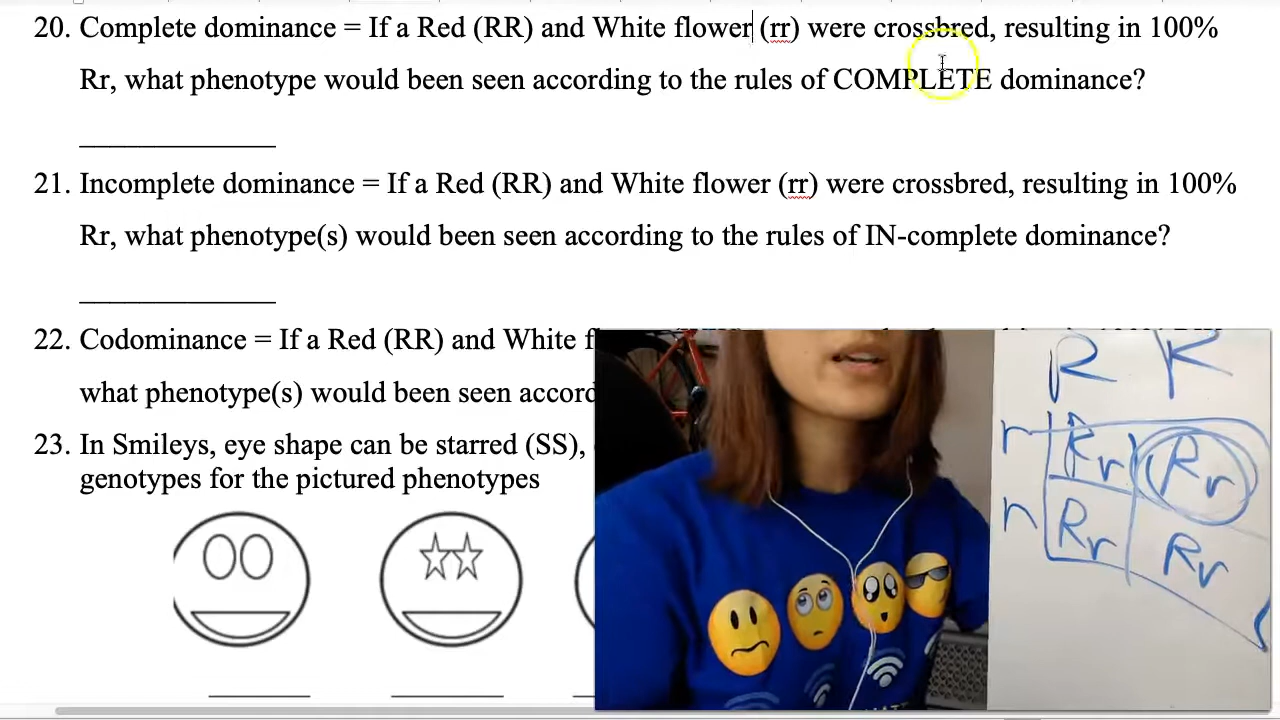 20. Complete dominance = If a Red (RR) and White flower (rr) were crossbred, resulting in 100%
Rr, what phenotype would been seen according to the rules of COMPLETE dominance?
21. Incomplete dominance = If a Red (RR) and White flower (rr) were crossbred, resulting in 100%
Rr, what phenotype(s) would been seen according to the rules of IN-complete dominance?
22. Codominance = If a Red (RR) and White
what phenotype(s) would been seen
23. In Smileys, eye shape can be starred (SS),
genotypes for the pictured phenotypes
R R
r Rr Rr
r Rr Rr